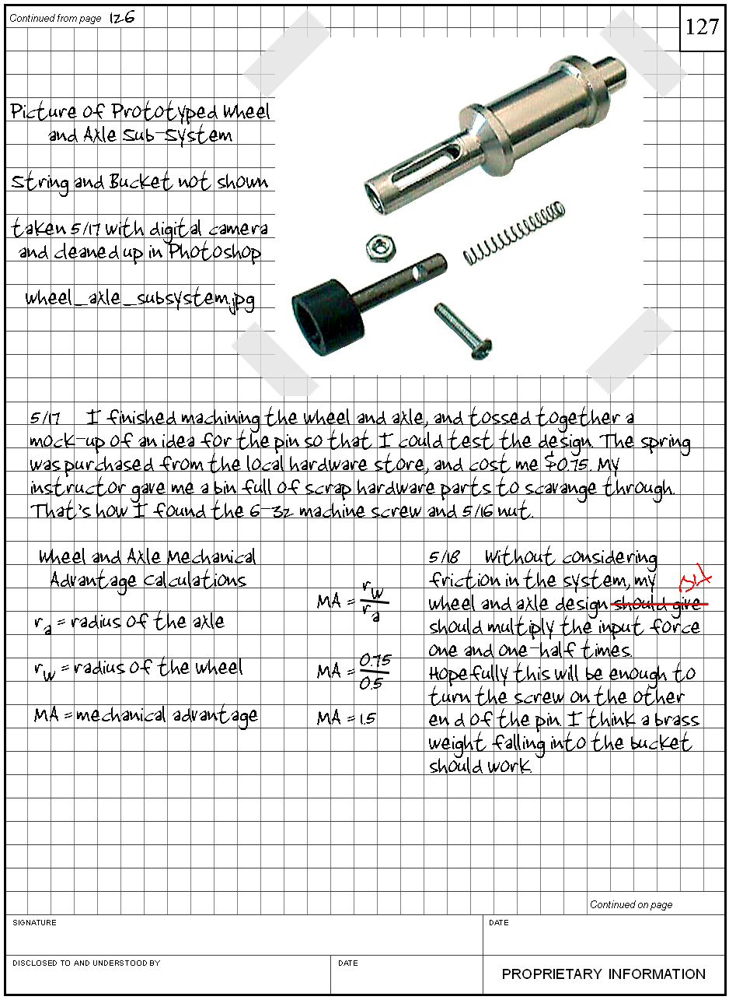 Continued from page 126
127
Picture of Prototyped Wheel
and Axle Sub-System
String and Bucket not shown
taken 5/17 with digital camera
and cleaned up in Photoshop
wheel_axle_subsystem.jpg
5/17 I finished machining the wheel and axle, and tossed together a
mock-up of an idea for the pin so that I could test the design. The spring
was purchased from the local hardware store, and cost me $0.75. My
instructor gave me a bin full of scrap hardware parts to scavange through.
That's how I found the 6-32 machine screw and 5/16 nut.
Wheel and Axle Mechanical
Advantage Calculations
ra = radius of the axle
rw = radius of the wheel
MA = mechanical advantage
MA = rw/ra
MA = 0.75/0.5
MA = 1.5
5/18 Without considering
friction in the system, my
wheel and axle design should give
should multiply the input force
one and one-half times.
Hopefully this will be enough to
turn the screw on the other
end of the pin. I think a brass
weight falling into the bucket
should work.
Continued on page
SIGNATURE
DATE
DISCLOSED TO AND UNDERSTOOD BY
DATE
PROPRIETARY INFORMATION